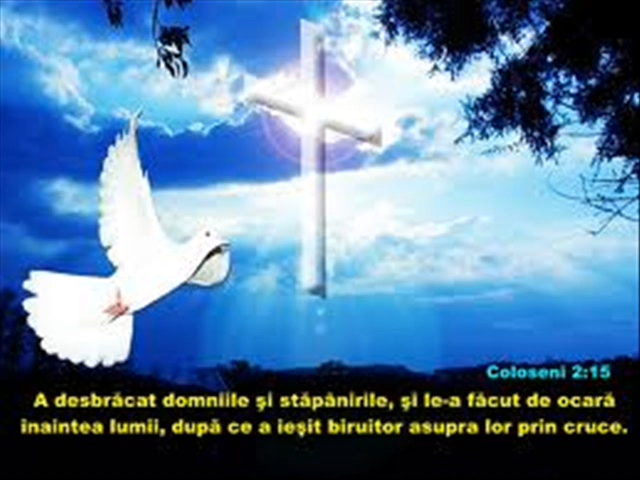 Coloseni 2:15
A desbrăcat domniile şi stăpânirile, şi le-a făcut de ocară
înaintea lumii, după ce a ieşit biruitor asupra lor prin cruce.